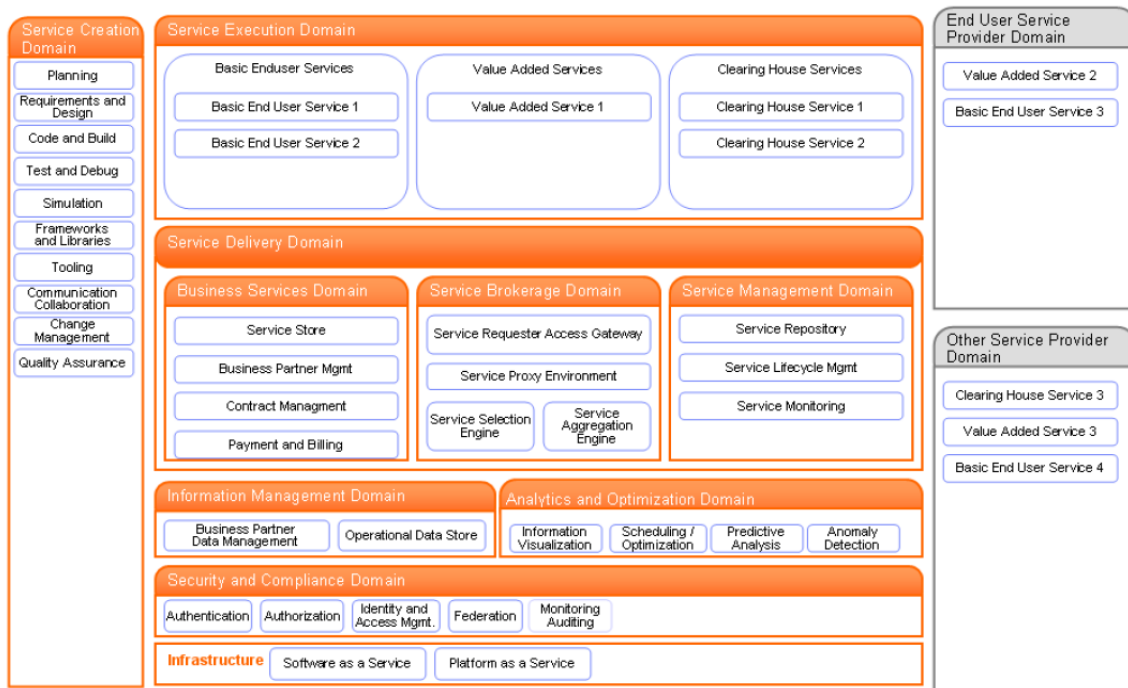 Service Creation
Domain
Planning
Requirements and
Design
Code and Build
Test and Debug
Simulation
Frameworks
and Libraries
Tooling
Communication
Collaboration
Change
Management
Quality Assurance
Service Execution Domain
Basic Enduser Services
Basic End User Service 1
Basic End User Service 2
Value Added Services
Value Added Service 1
Clearing House Services
Clearing House Service 1
Clearing House Service 2
Service Delivery Domain
Business Services Domain
Service Store
Business Partner Mgmt
Contract Managment
Payment and Billing
Service Brokerage Domain
Service Requester Access Gateway
Service Proxy Environment
Service Selection
Engine
Service
Aggregation
Engine
Service Management Domain
Service Repository
Service Lifecycle Mgmt
Service Monitoring
Information Management Domain
Business Partner
Data Management
Operational Data Store
Analytics and Optimization Domain
Information
Visualization
Scheduling /
Optimization
Predictive
Analysis
Anomaly
Detection
Security and Compliance Domain
Authentication
Authorization
Identity and
Access Mgmt.
Federation
Monitoring
Auditing
Infrastructure
Software as a Service
Platform as a Service
End User Service
Provider Domain
Value Added Service 2
Basic End User Service 3
Other Service Provider
Domain
Clearing House Service 3
Value Added Service 3
Basic End User Service 4